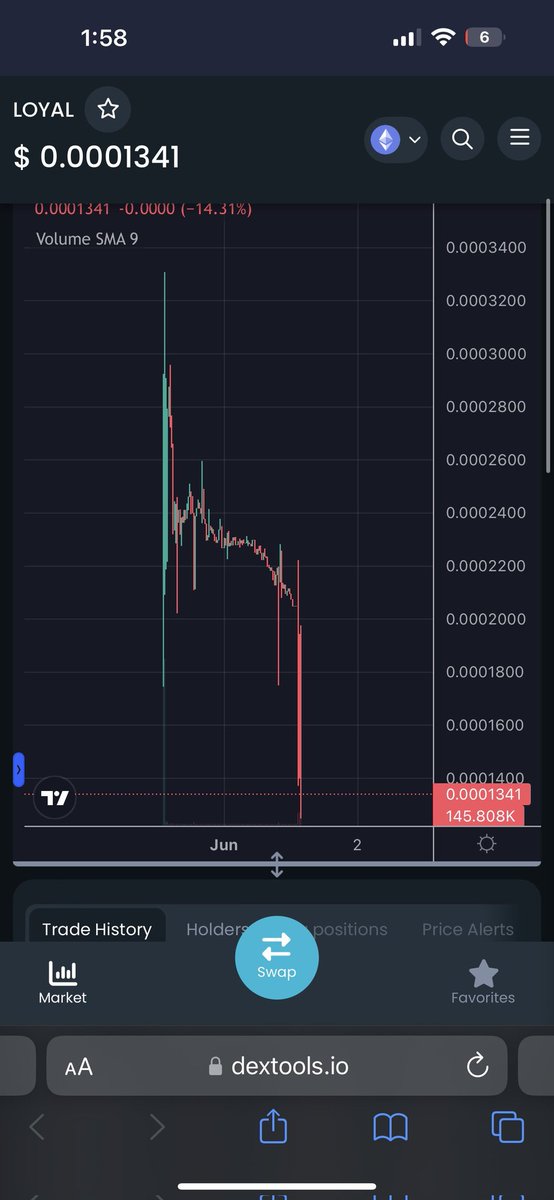 1:58
6
LOYAL
$ 0.0001341
0.0001341 -0.0000 (−14.31%)
Volume SMA 9
0.0003400
0.0003200
0.0003000
0.0002800
0.0002600
0.0002400
0.0002200
0.0002000
0.0001800
0.0001600
0.0001400
0.0001341
145.808K
Jun
2
Trade History
Holders
positions
Price Alerts
Swap
Market
Favorites
AA
dextools.io